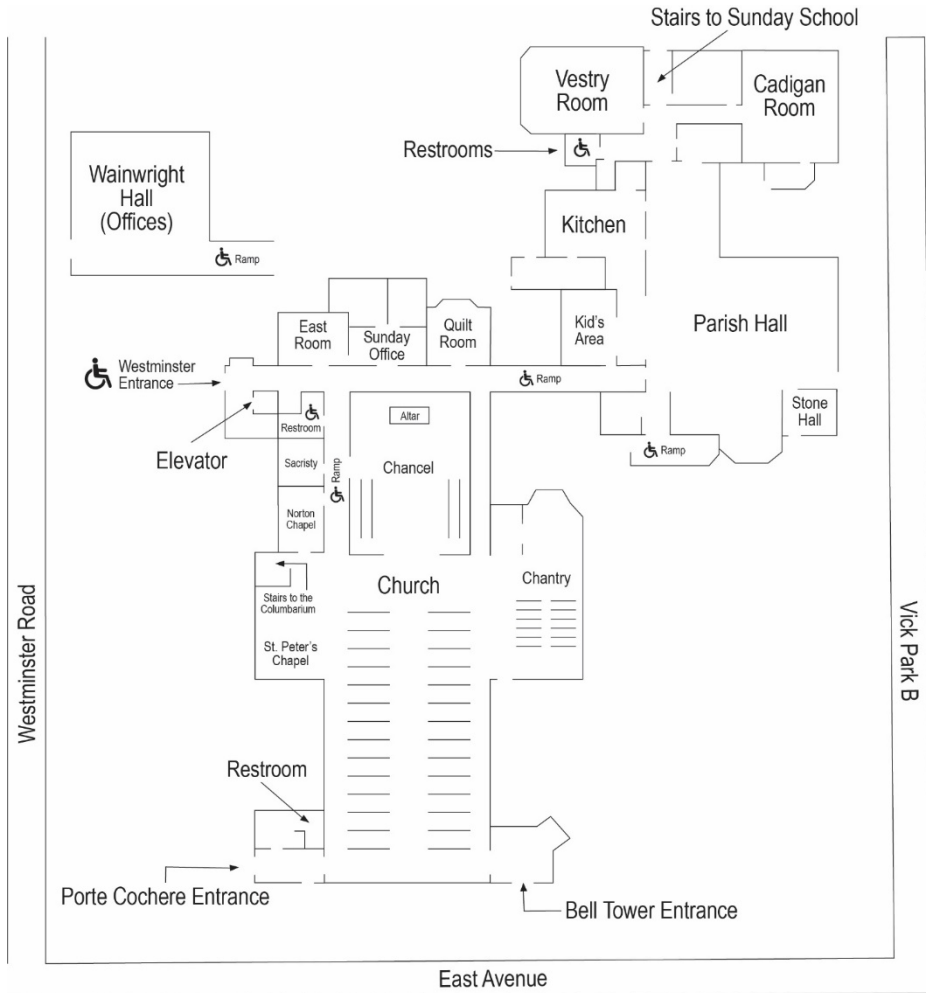 Stairs to Sunday School
Vestry
Room
Cadigan
Room
Restrooms
Wainwright
Hall
(Offices)
Ramp
Kitchen
East
Room
Sunday
Office
Quilt
Room
Kid's
Area
Parish Hall
Westminster
Entrance
Ramp
Elevator
Restroom
Altar
Stone
Hall
Sacristy
Ramp
Chancel
Ramp
Norton
Chapel
Church
Chantry
Stairs to the
Columbarium
St. Peter's
Chapel
Westminster Road
Vick Park B
Restroom
Porte Cochere Entrance
Bell Tower Entrance
East Avenue